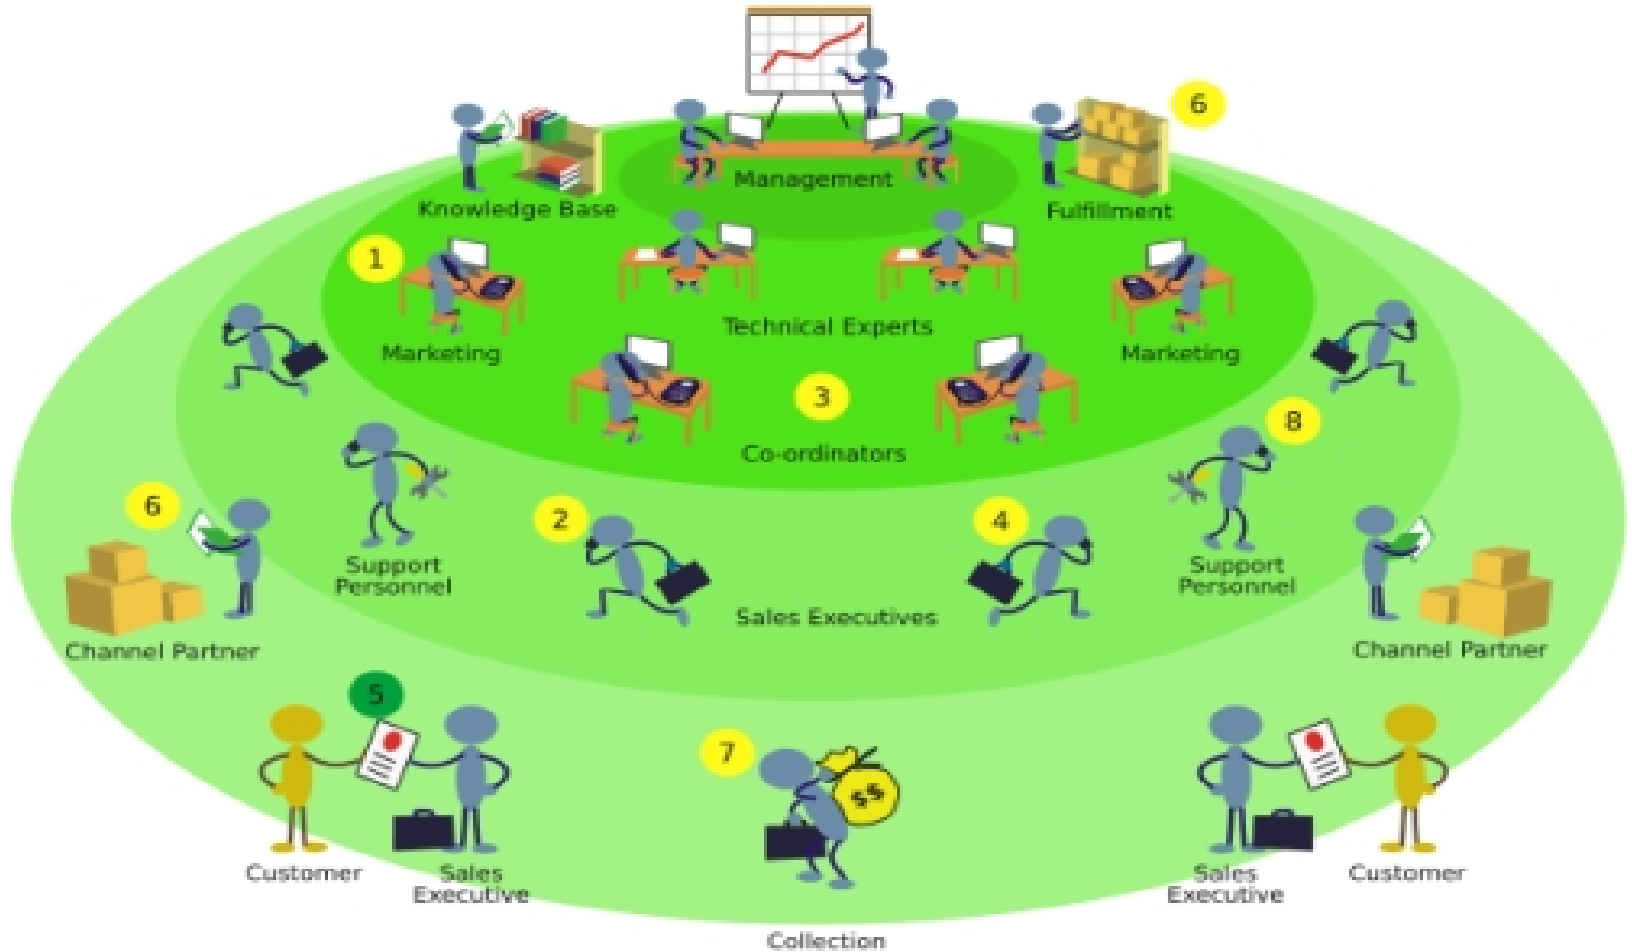 6
Management
Knowledge Base
Fulfillment
1
Technical Experts
Marketing
Marketing
3
8
Co-ordinators
6
2
4
Support
Personnel
Support
Personnel
Sales Executives
Channel Partner
Channel Partner
5
7
$$
Customer
Sales
Executive
Sales
Executive
Customer
Collection